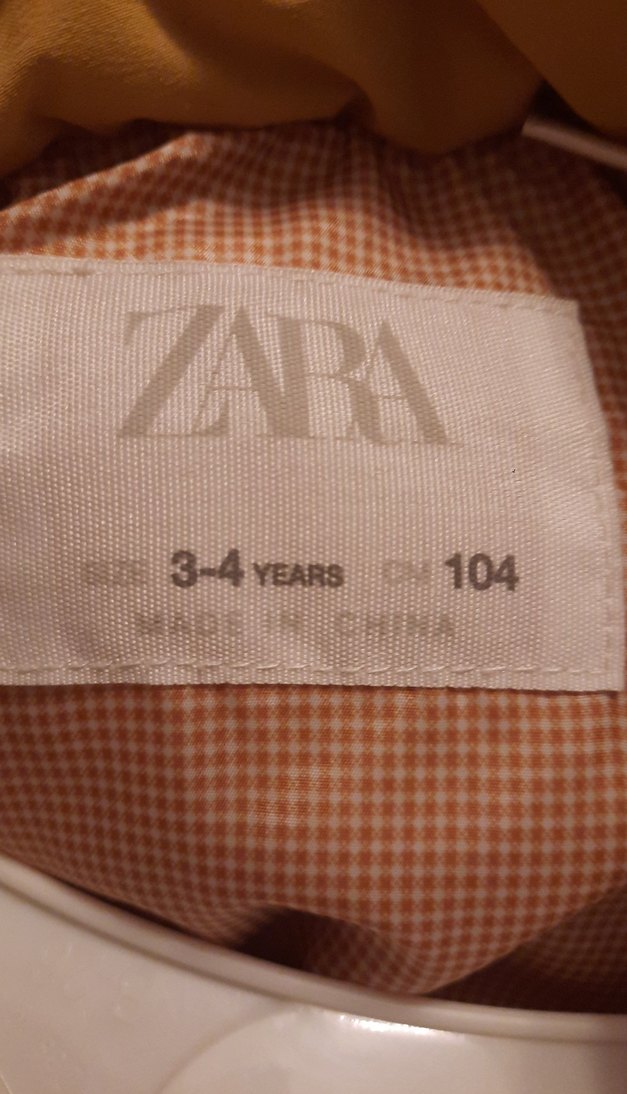 ZARA
SIZE 3-4 YEARS CM 104
MADE IN CHINA